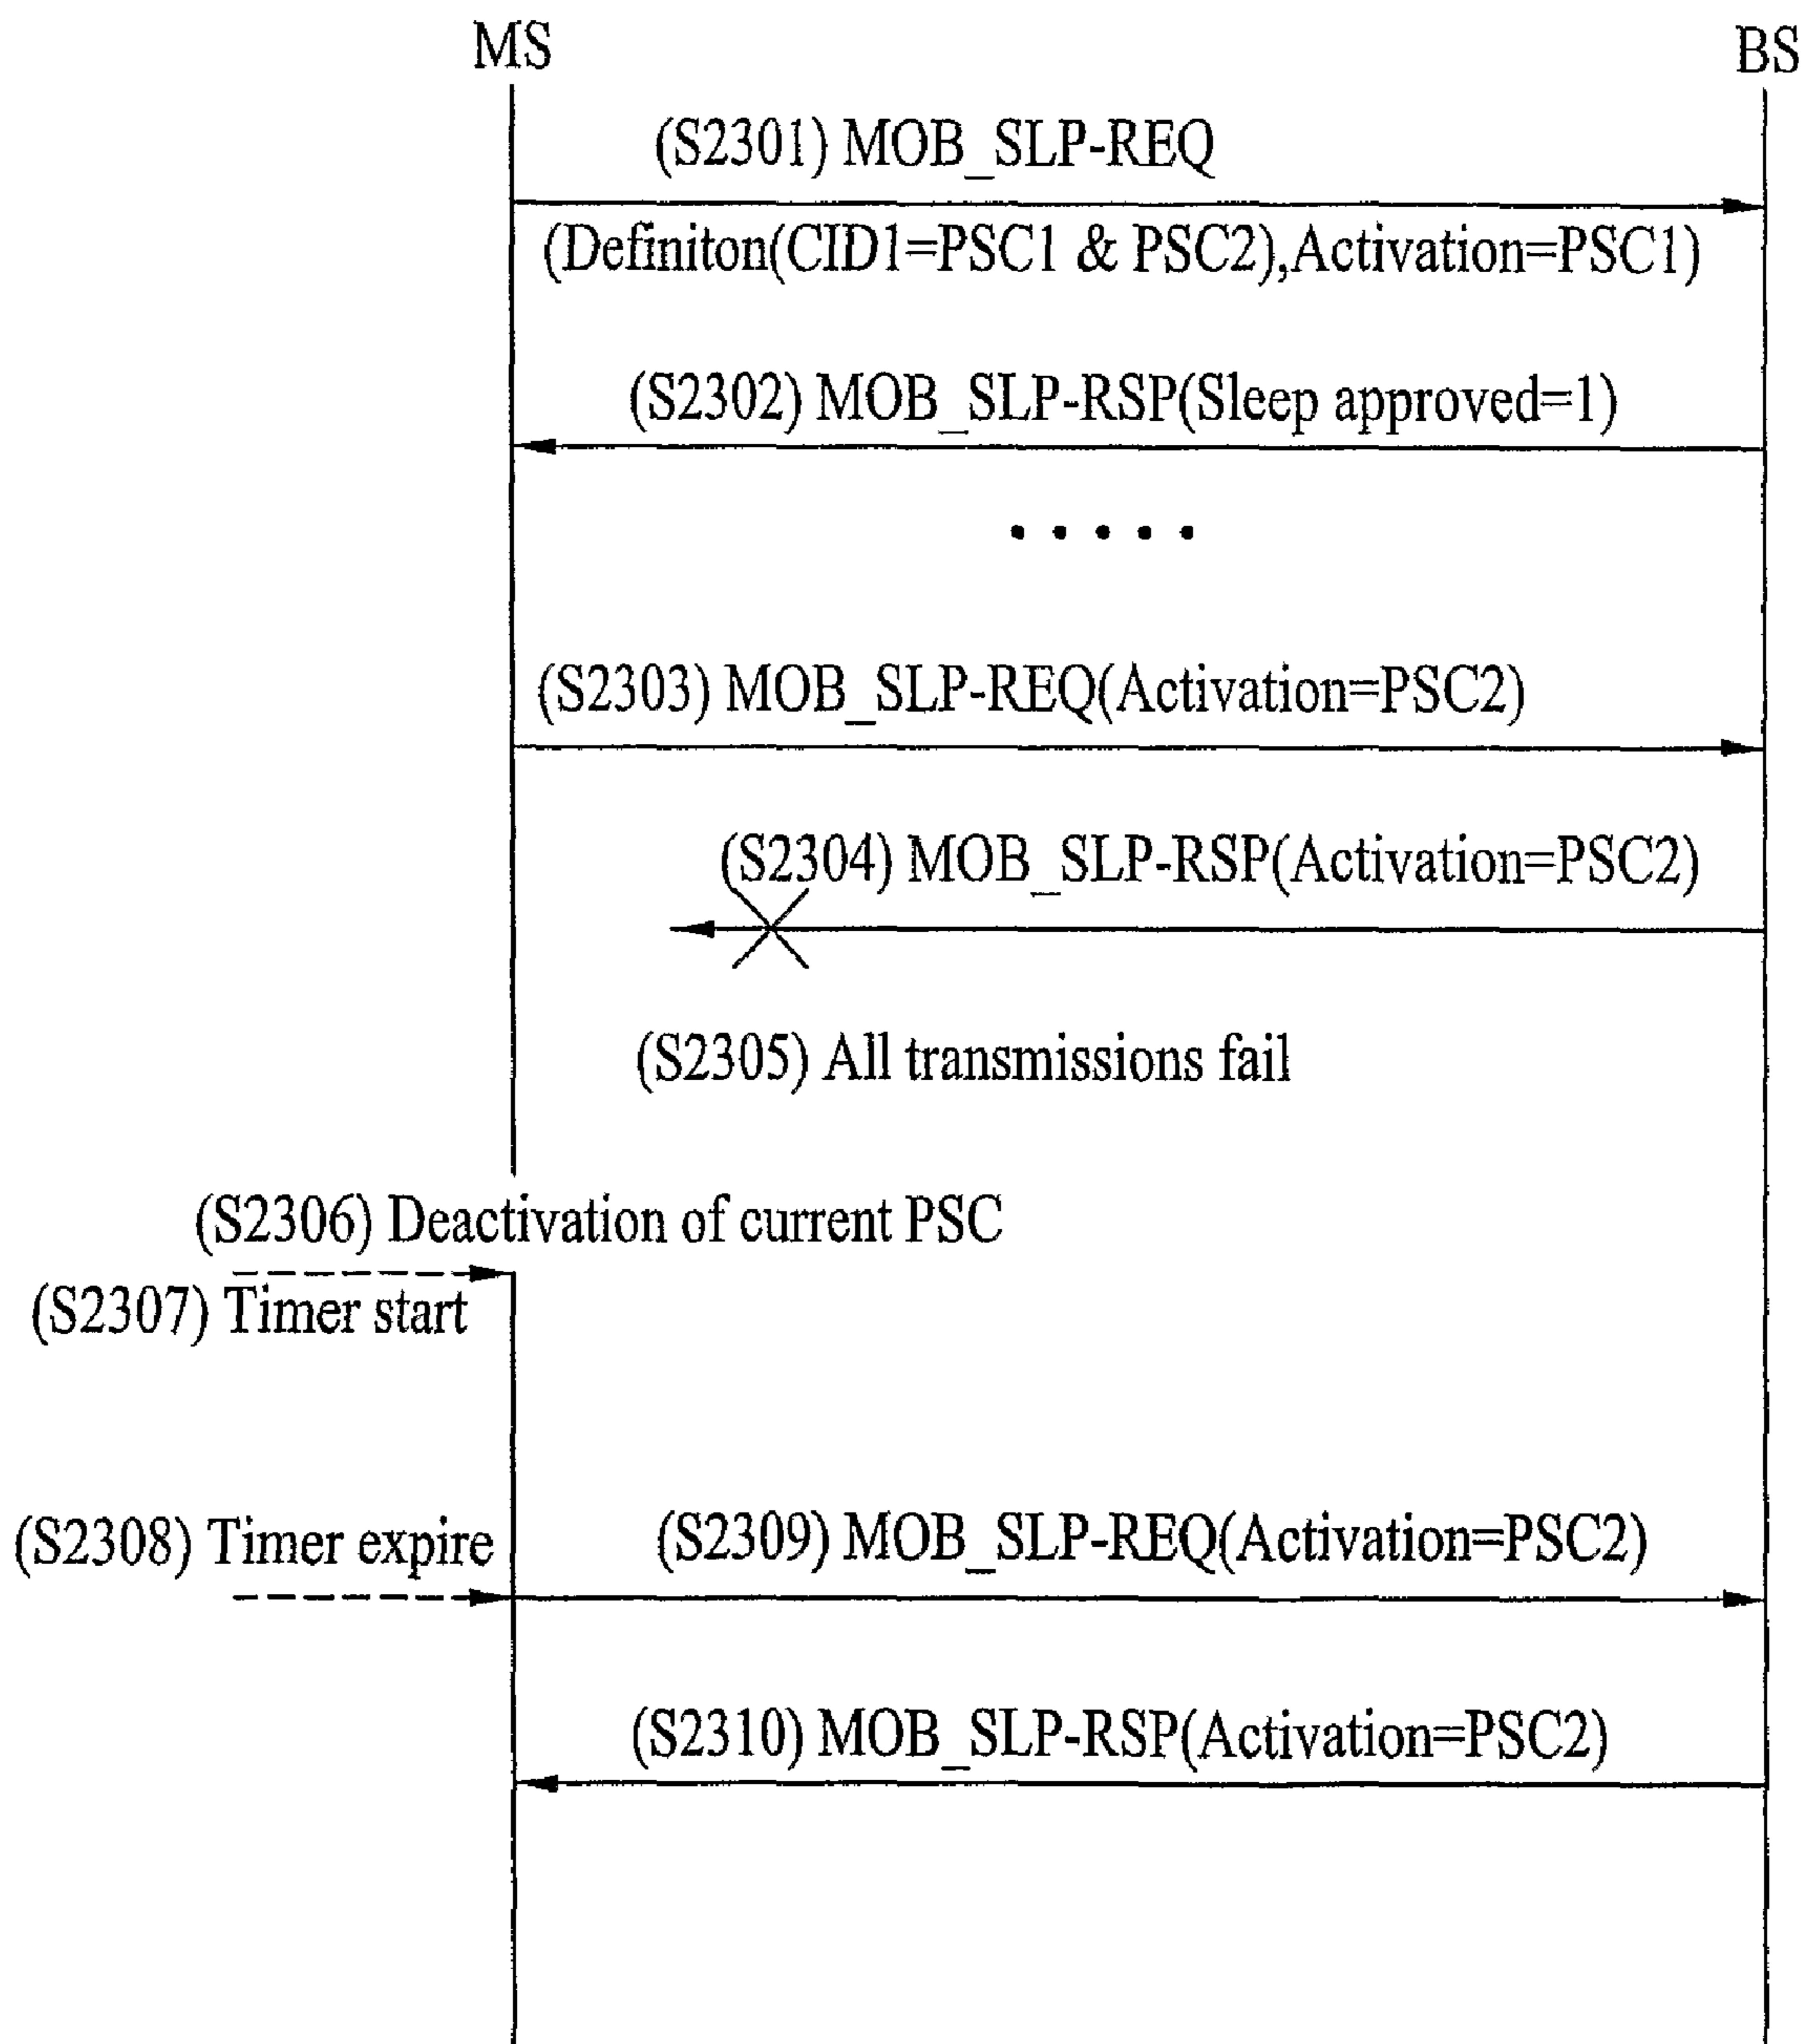 MS
BS
(S2301) MOB_SLP-REQ
(Definiton(CID1=PSC1 & PSC2),Activation=PSC1)
(S2302) MOB_SLP-RSP(Sleep approved=1)
.....
(S2303) MOB_SLP-REQ(Activation=PSC2)
(S2304) MOB_SLP-RSP(Activation=PSC2)
(S2305) All transmissions fail
(S2306) Deactivation of current PSC
(S2307) Timer start
(S2308) Timer expire
(S2309) MOB_SLP-REQ(Activation=PSC2)
(S2310) MOB_SLP-RSP(Activation=PSC2)